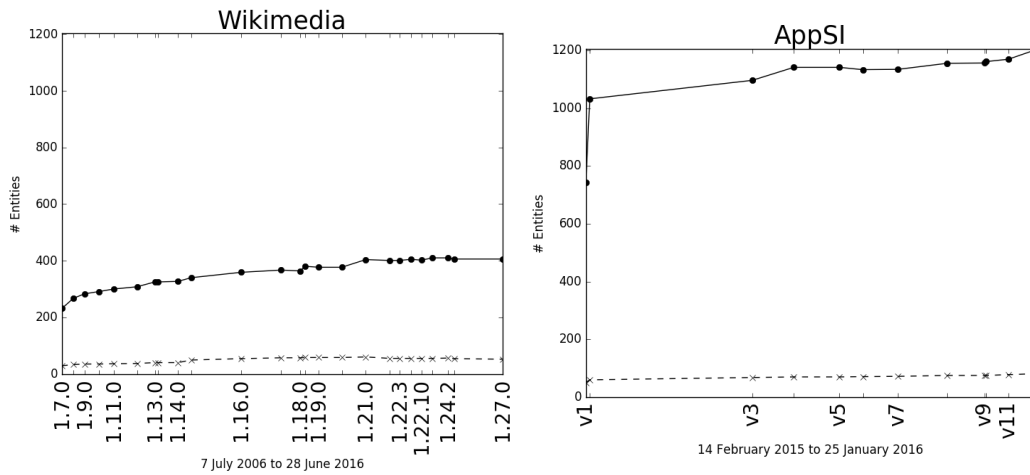 Wikimedia
1200
1000
800
600
400
200
0
# Entities
1.7.0
1.9.0
1.11.0
1.13.0
1.14.0
1.16.0
1.18.0
1.19.0
1.21.0
1.22.3
1.22.10
1.24.2
1.27.0
7 July 2006 to 28 June 2016
AppSI
1200
1000
800
600
400
200
0
# Entities
v1
v3
v5
v7
v9
v11
14 February 2015 to 25 January 2016